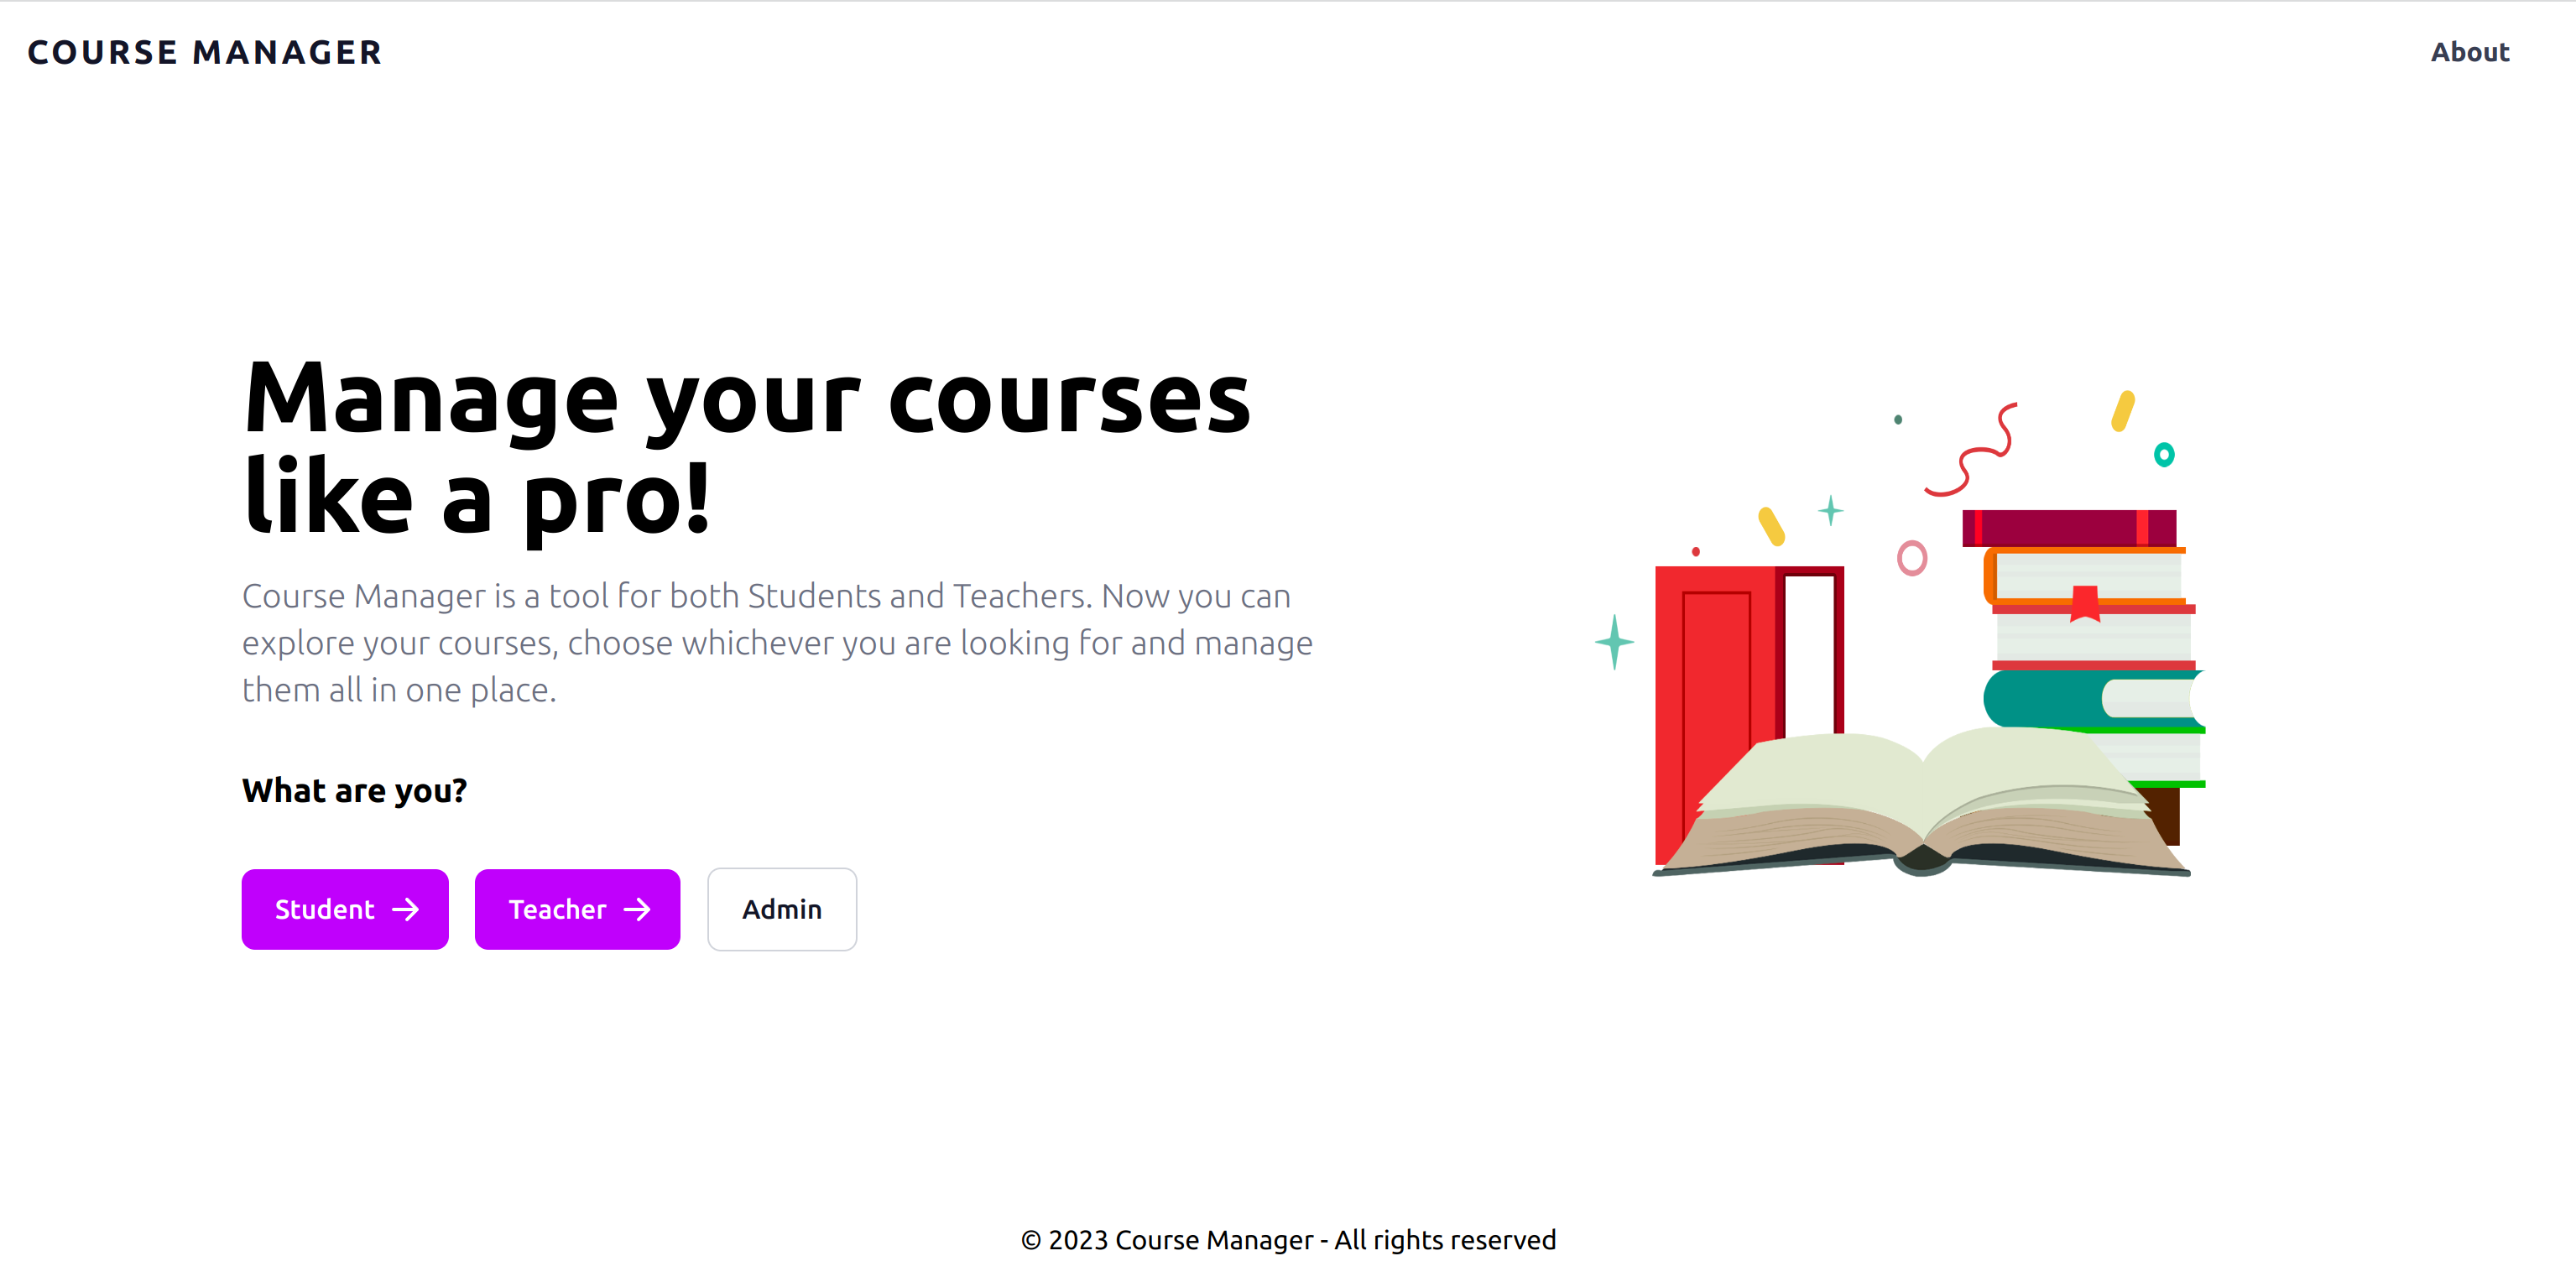 COURSE MANAGER
About
Manage your courses
like a pro!
Course Manager is a tool for both Students and Teachers. Now you can
explore your courses, choose whichever you are looking for and manage
them all in one place.
What are you?
Student
Teacher
Admin
© 2023 Course Manager - All rights reserved